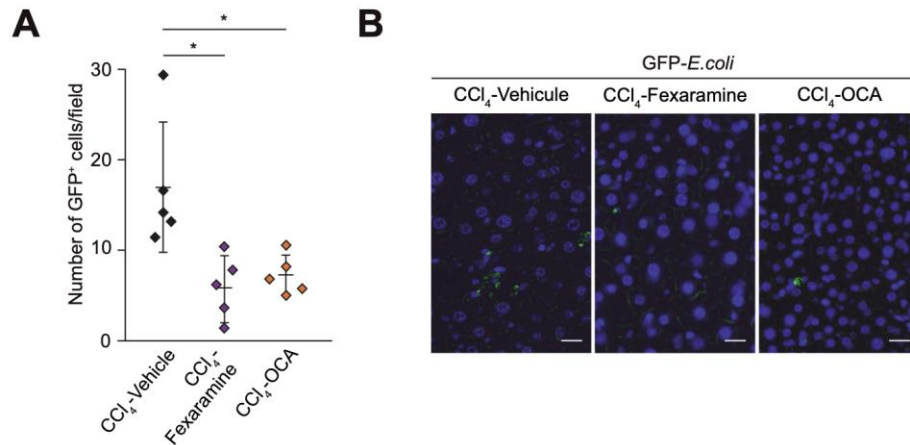 A
*
*
30
20
10
0
Number of GFP⁺ cells/field
CCl₄-Vehicle
CCl₄-
Fexaramine
CCl₄-OCA
B
GFP-E.coli
CCl₄-Vehicule
CCl₄-Fexaramine
CCl₄-OCA